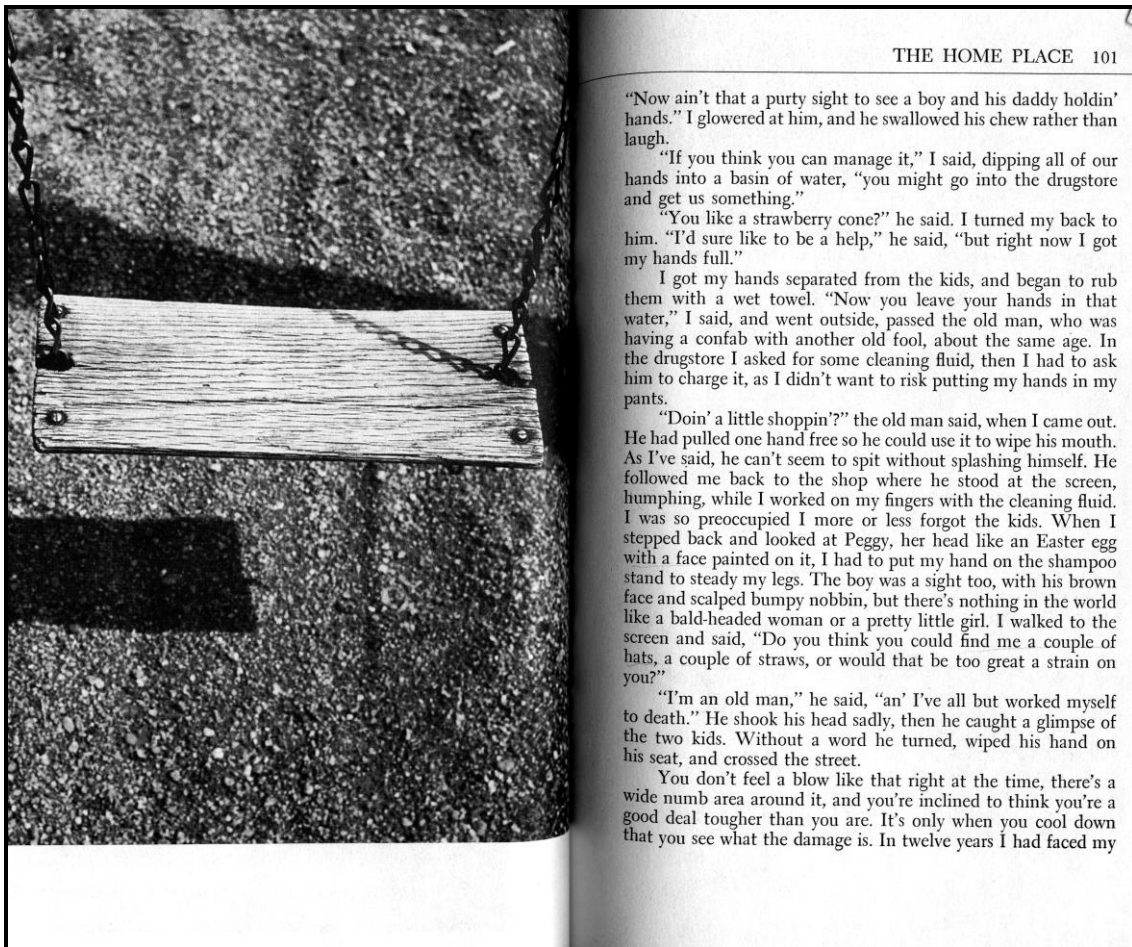 THE HOME PLACE 101
“Now ain’t that a purty sight to see a boy and his daddy holdin’
hands.” I glowered at him, and he swallowed his chew rather than
laugh.
“If you think you can manage it,” I said, dipping all of our
hands into a basin of water, “you might go into the drugstore
and get us something.”
“You like a strawberry cone?” he said. I turned my back to
him. “I’d sure like to be a help,” he said, “but right now I got
my hands full.”
I got my hands separated from the kids, and began to rub
them with a wet towel. “Now you leave your hands in that
water,” I said, and went outside, passed the old man, who was
having a confab with another old fool, about the same age. In
the drugstore I asked for some cleaning fluid, then I had to ask
him to charge it, as I didn’t want to risk putting my hands in my
pants.
“Doin’ a little shoppin’?” the old man said, when I came out.
He had pulled one hand free so he could use it to wipe his mouth.
As I’ve said, he can’t seem to spit without splashing himself. He
followed me back to the shop where he stood at the screen,
humphing, while I worked on my fingers with the cleaning fluid.
I was so preoccupied I more or less forgot the kids. When I
stepped back and looked at Peggy, her head like an Easter egg
with a face painted on it, I had to put my hand on the shampoo
stand to steady my legs. The boy was a sight too, with his brown
face and scalped bumpy nobbin, but there’s nothing in the world
like a bald-headed woman or a pretty little girl. I walked to the
screen and said, “Do you think you could find me a couple of
hats, a couple of straws, or would that be too great a strain on
you?”
“I’m an old man,” he said, “an’ I’ve all but worked myself
to death.” He shook his head sadly, then he caught a glimpse of
the two kids. Without a word he turned, wiped his hand on
his seat, and crossed the street.
You don’t feel a blow like that right at the time, there’s a
wide numb area around it, and you’re inclined to think you’re a
good deal tougher than you are. It’s only when you cool down
that you see what the damage is. In twelve years I had faced my